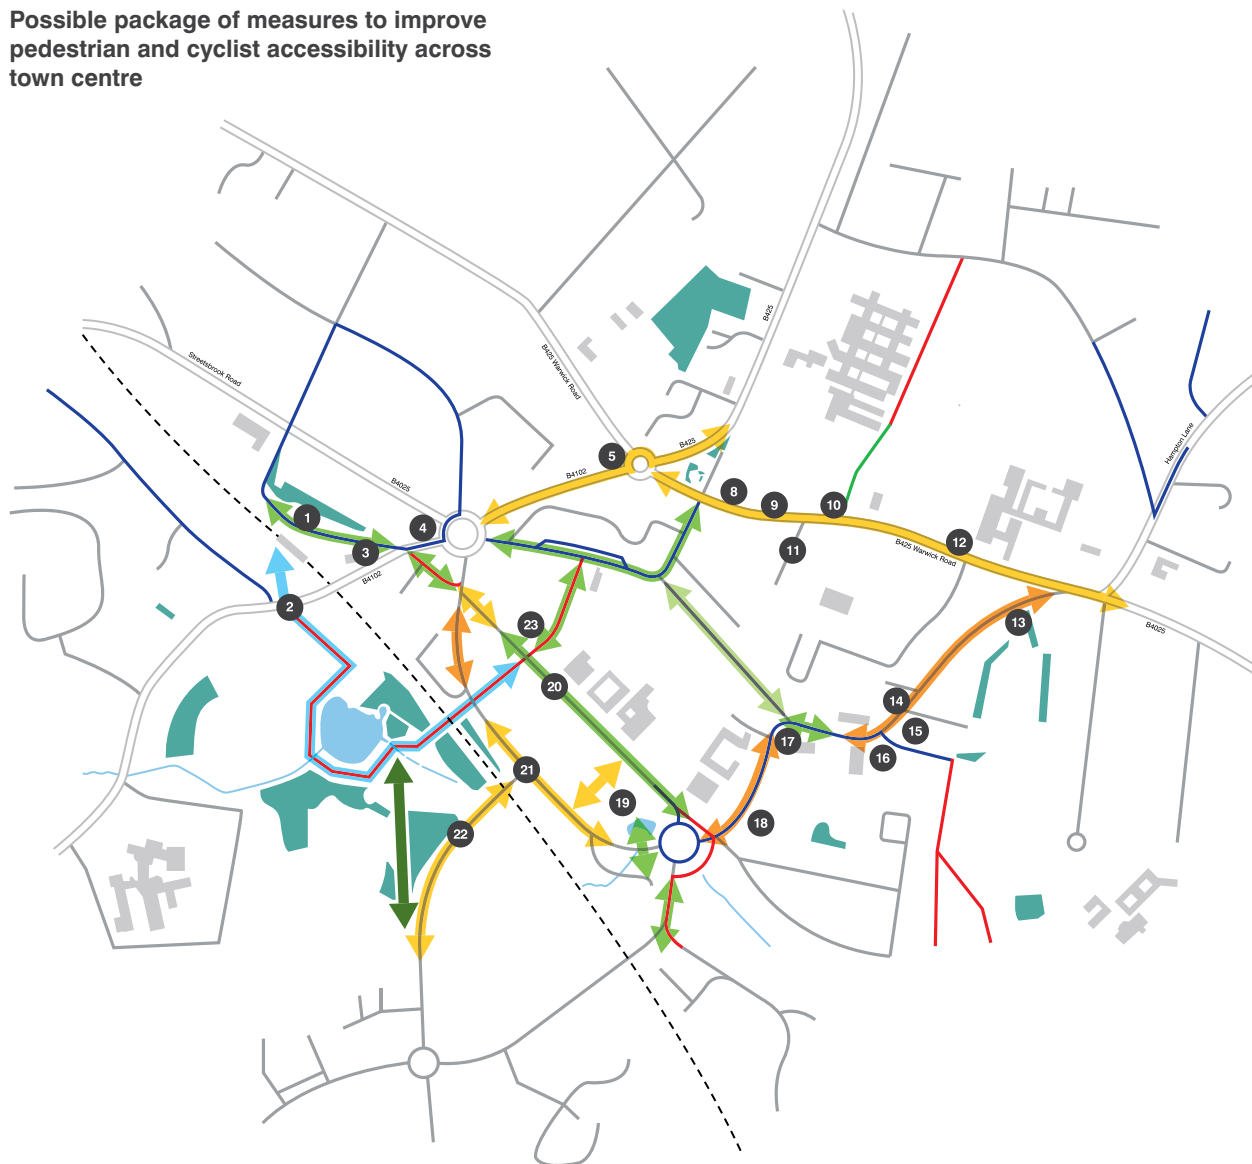 Possible package of measures to improve
pedestrian and cyclist accessibility across
town centre
B425
Streetsbrook Road
B425 Warwick Road
Hampton Lane
B425
5
B4102
B4025
8
9
10
1
4
12
3
11
B425 Warwick Road
B4102
2
13
23
B4025
20
14
15
17
16
21
19
18
22